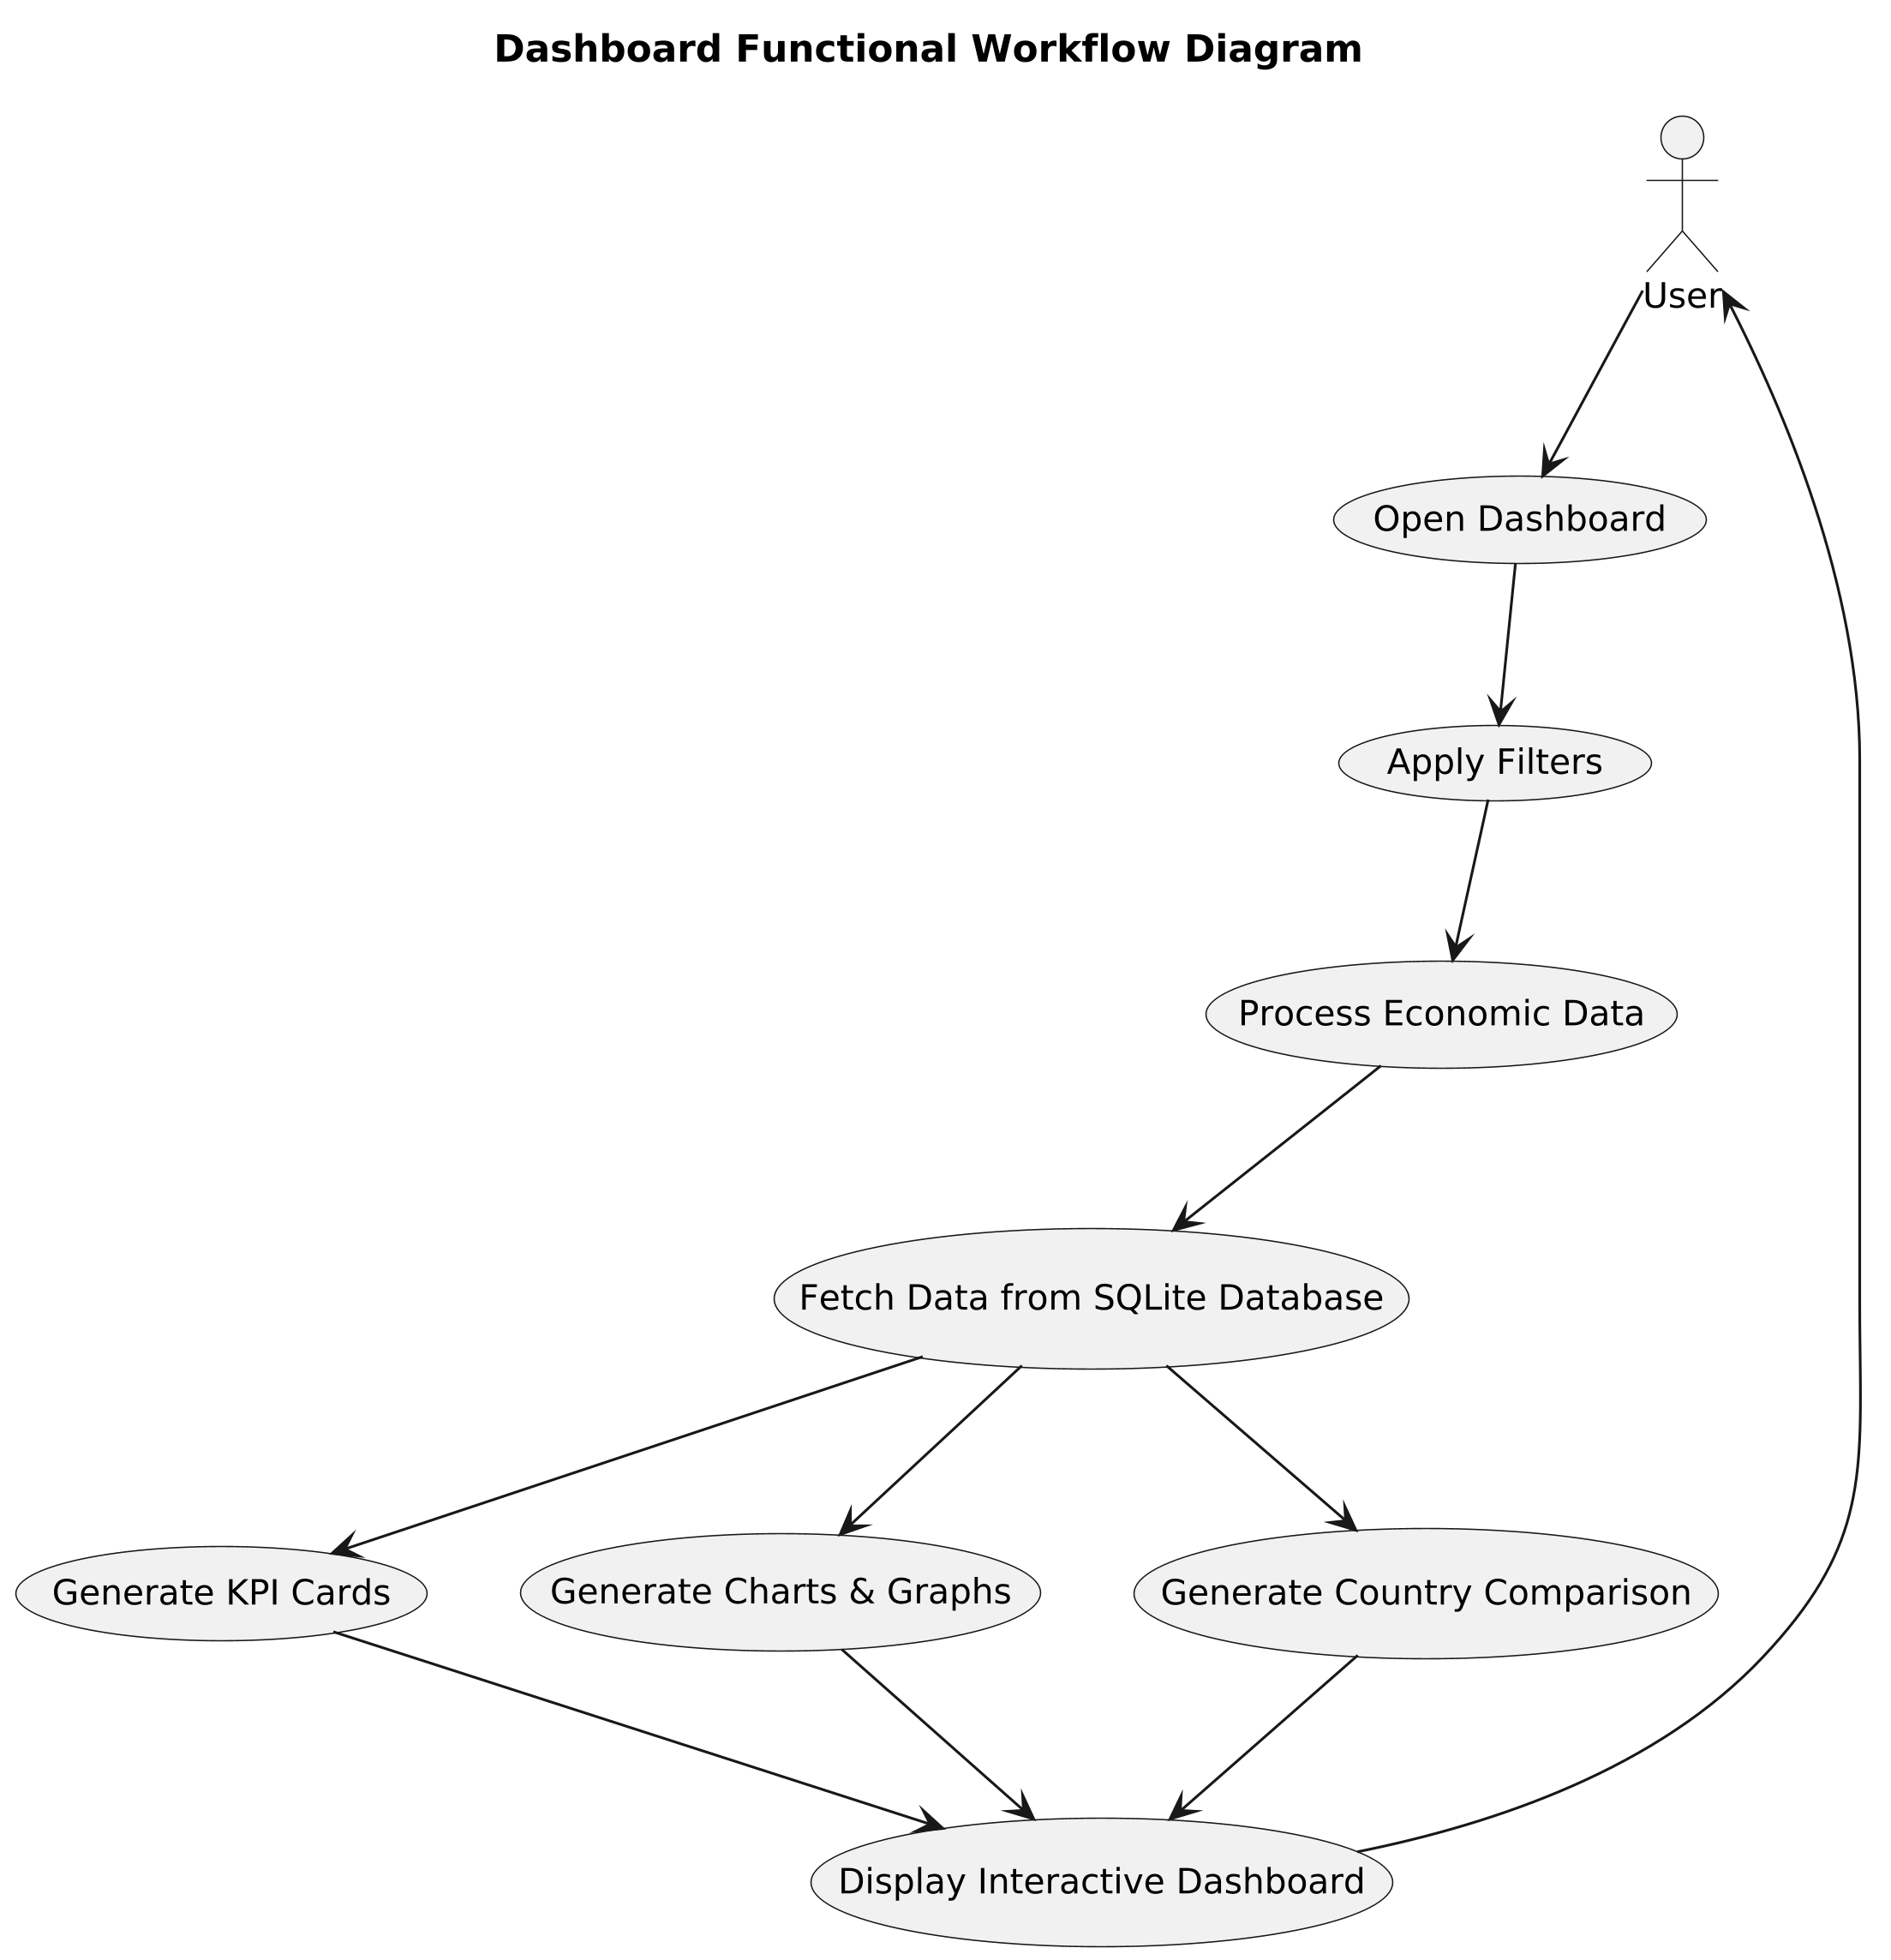 Dashboard Functional Workflow Diagram
User
Open Dashboard
Apply Filters
Process Economic Data
Fetch Data from SQLite Database
Generate KPI Cards
Generate Charts & Graphs
Generate Country Comparison
Display Interactive Dashboard